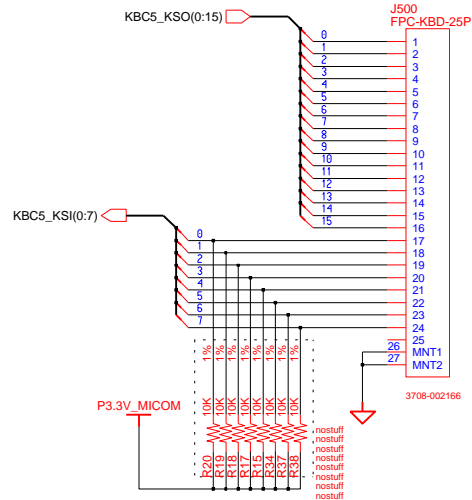 J500
FPC-KBD-25P
KBC5_KSO(0:15)
0 1
1 2
2 3
3 4
4 5
5 6
6 7
7 8
8 9
9 10
10 11
11 12
12 13
13 14
14 15
15 16
KBC5_KSI(0:7)
0 17
1 18
2 19
3 20
4 21
5 22
6 23
7 24
25
26 MNT1
27 MNT2
3708-002166
1% 1% 1% 1% 1% 1% 1% 1%
10K 10K 10K 10K 10K 10K 10K 10K
P3.3V_MICOM
R20 R19 R18 R17 R15 R34 R37 R38
nostuff
nostuff
nostuff
nostuff
nostuff
nostuff
nostuff
nostuff